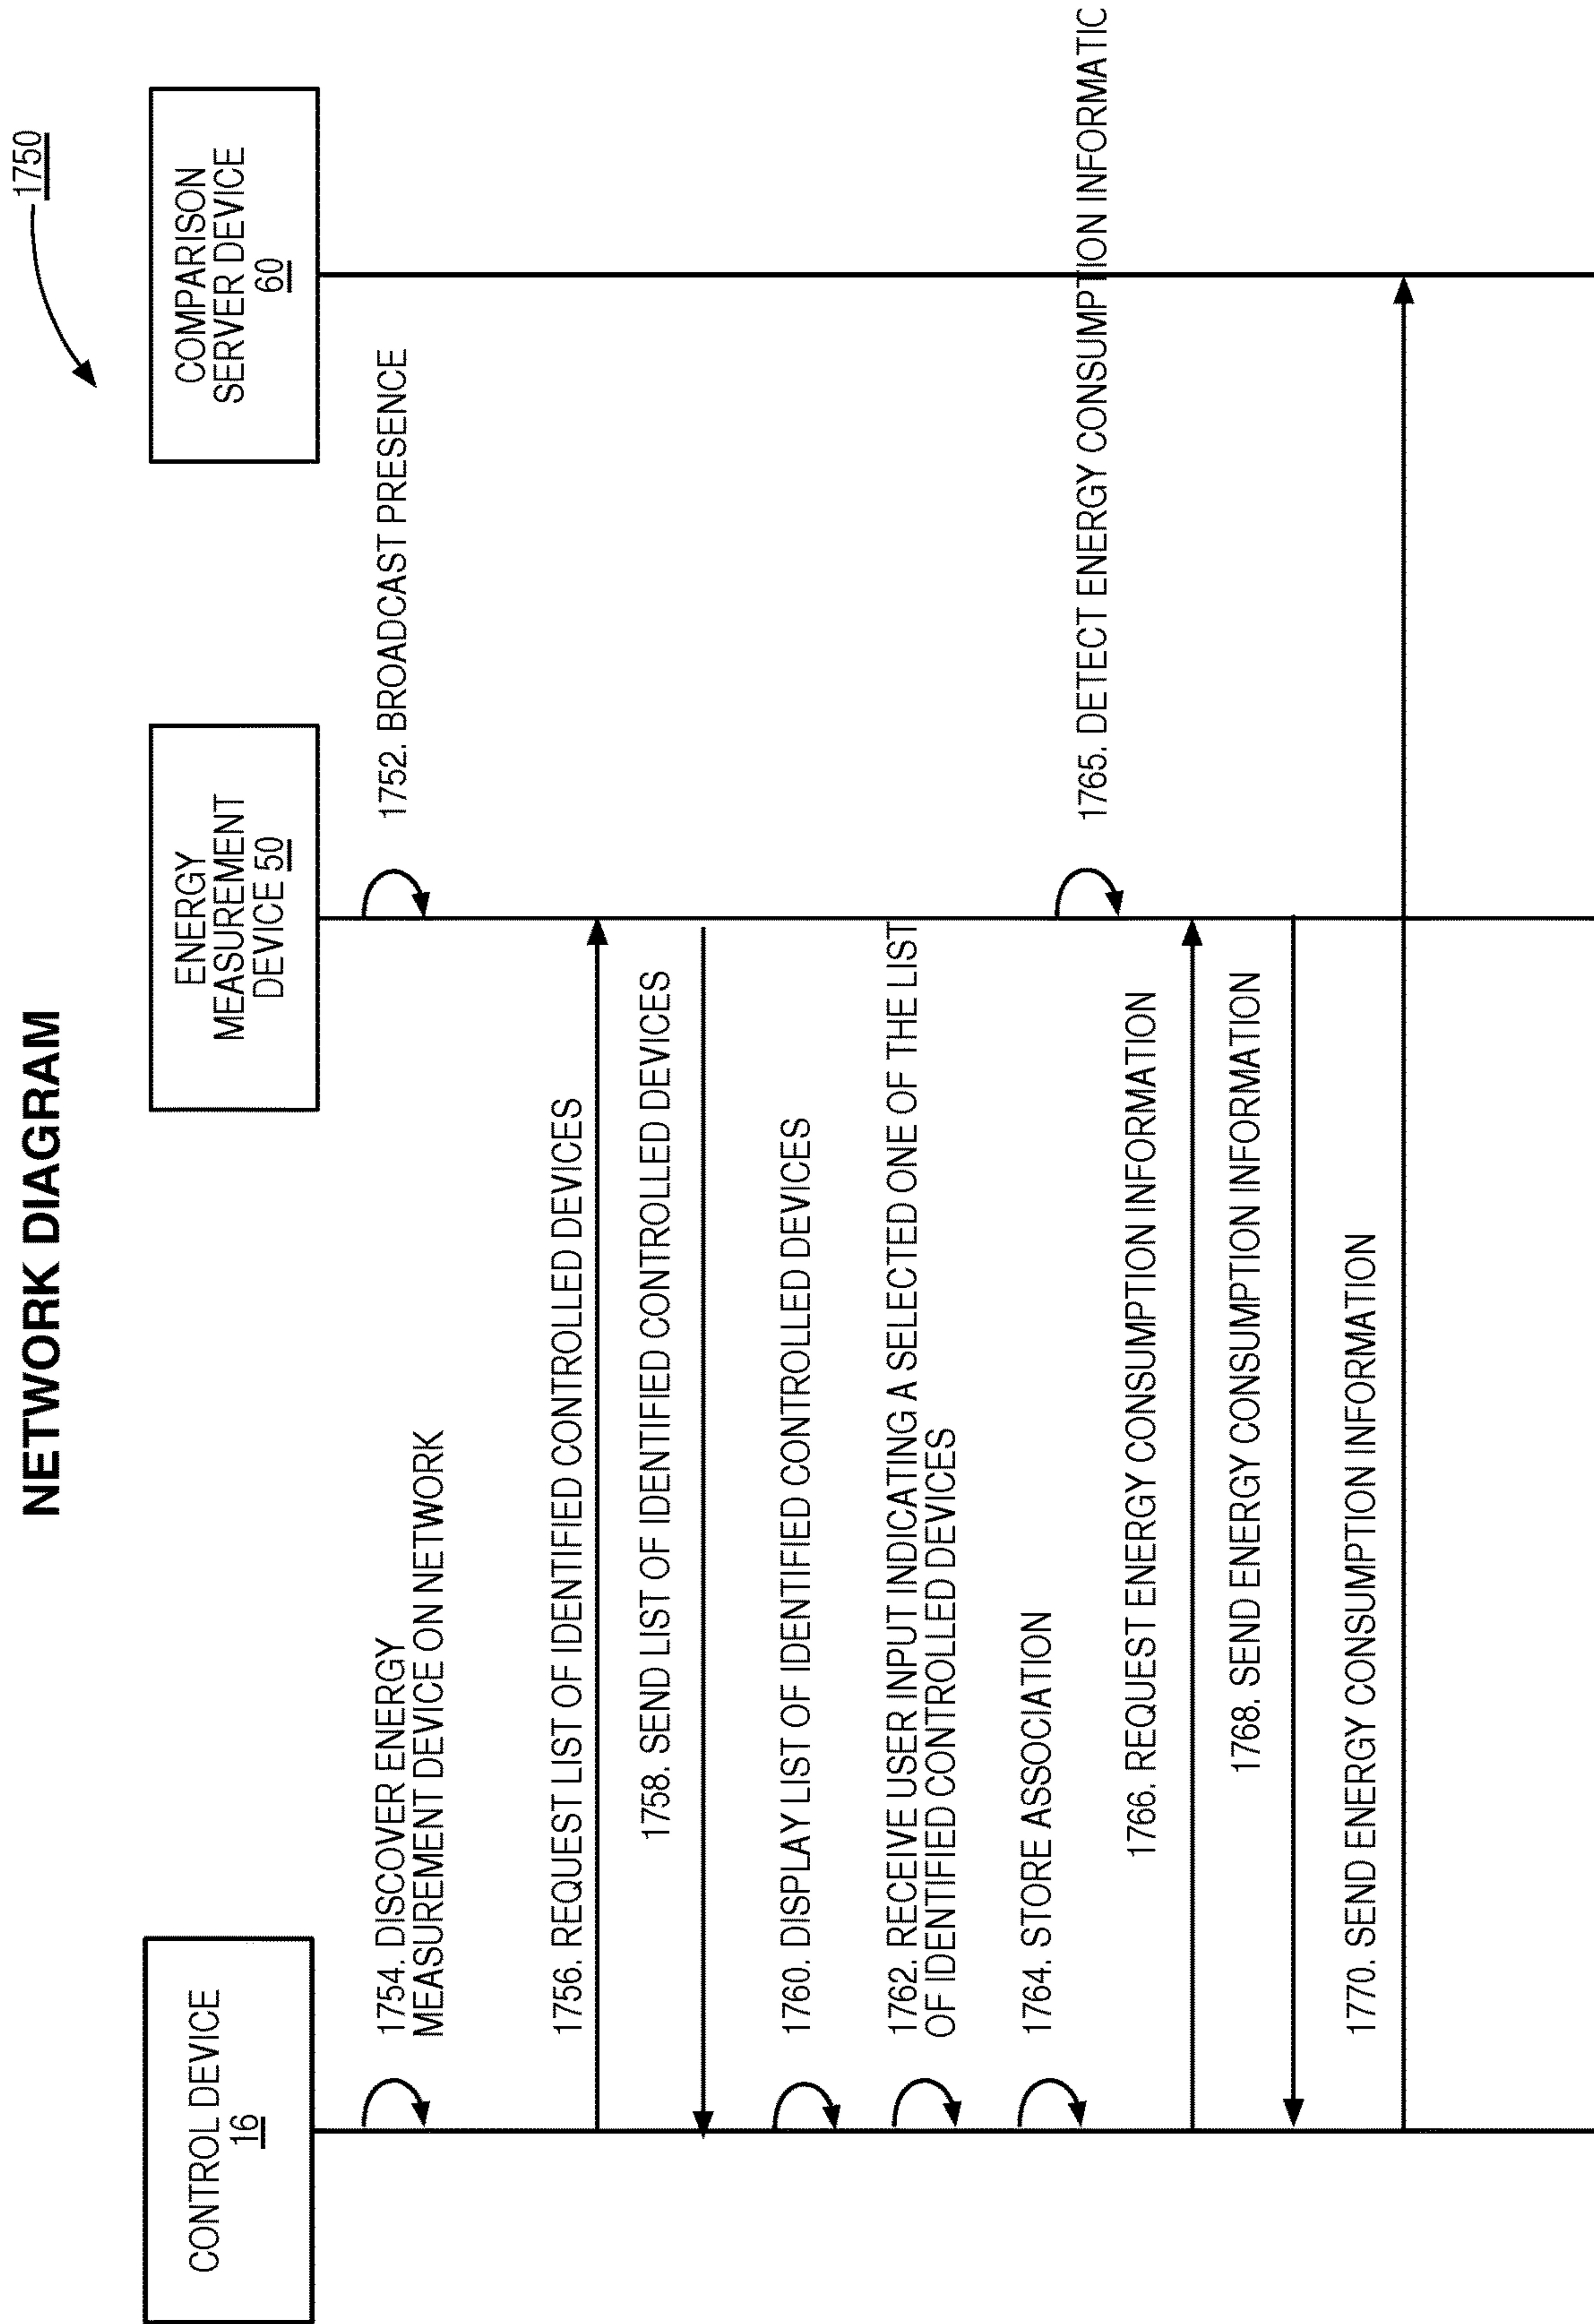 NETWORK DIAGRAM
1750
CONTROL DEVICE
16
ENERGY
MEASUREMENT
DEVICE 50
COMPARISON
SERVER DEVICE
60
1754. DISCOVER ENERGY
MEASUREMENT DEVICE ON NETWORK
1752. BROADCAST PRESENCE
1756. REQUEST LIST OF IDENTIFIED CONTROLLED DEVICES
1758. SEND LIST OF IDENTIFIED CONTROLLED DEVICES
1760. DISPLAY LIST OF IDENTIFIED CONTROLLED DEVICES
1762. RECEIVE USER INPUT INDICATING A SELECTED ONE OF THE LIST
OF IDENTIFIED CONTROLLED DEVICES
1764. STORE ASSOCIATION
1765. DETECT ENERGY CONSUMPTION INFORMATIC
1766. REQUEST ENERGY CONSUMPTION INFORMATION
1768. SEND ENERGY CONSUMPTION INFORMATION
1770. SEND ENERGY CONSUMPTION INFORMATION